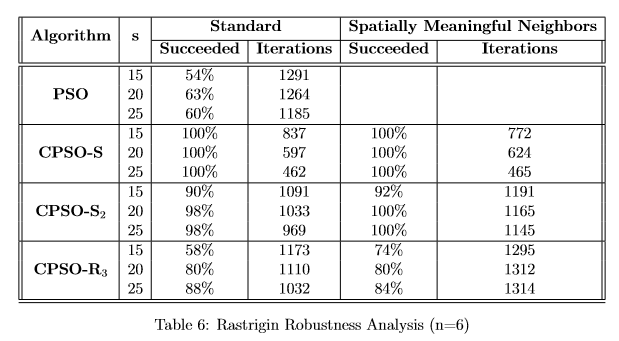 Algorithm s Standard Spatially Meaningful Neighbors
Succeeded Iterations Succeeded Iterations
PSO
15 54% 1291
20 63% 1264
25 60% 1185
CPSO-S
15 100% 837 100% 772
20 100% 597 100% 624
25 100% 462 100% 465
CPSO-S₂
15 90% 1091 92% 1191
20 98% 1033 100% 1165
25 98% 969 100% 1145
CPSO-R₃
15 58% 1173 74% 1295
20 80% 1110 80% 1312
25 88% 1032 84% 1314
Table 6: Rastrigin Robustness Analysis (n=6)